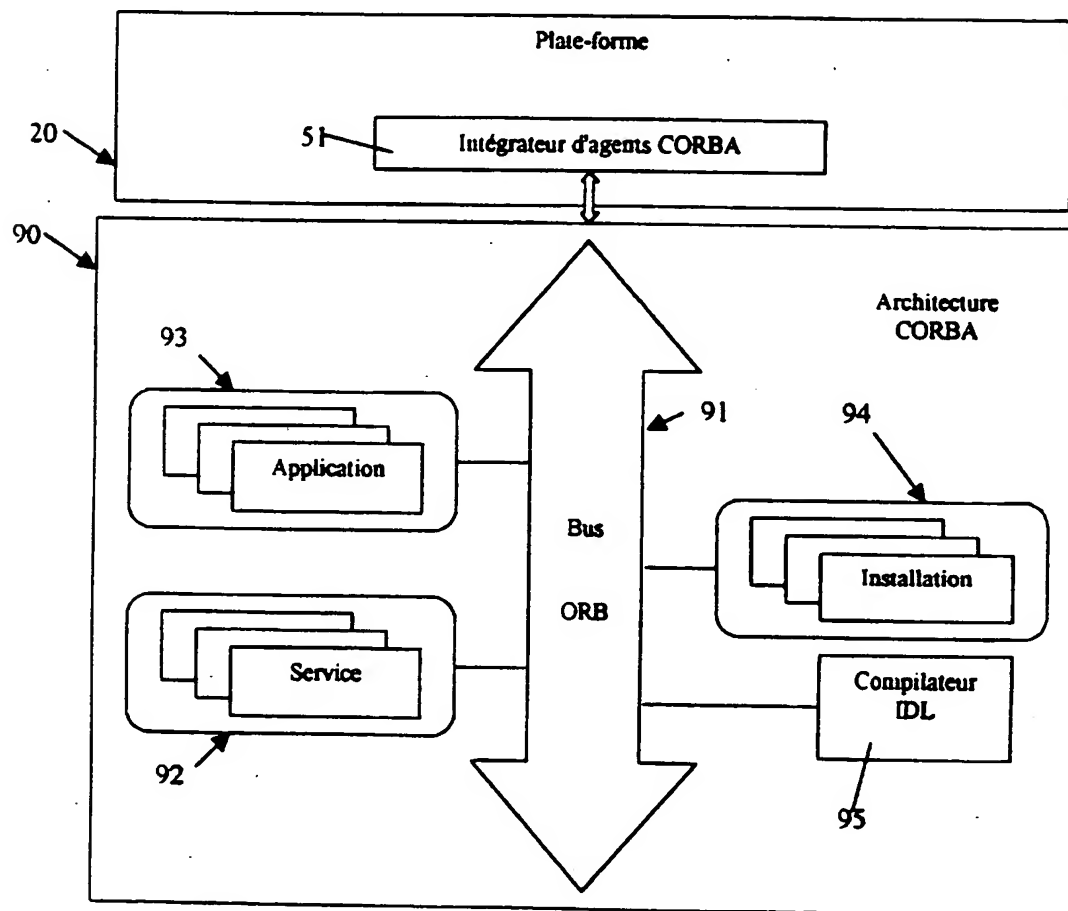 Plate-forme
20
51
Intégrateur d'agents CORBA
90
Architecture
CORBA
93
91
94
Application
Bus
ORB
Installation
Service
Compilateur
IDL
92
95